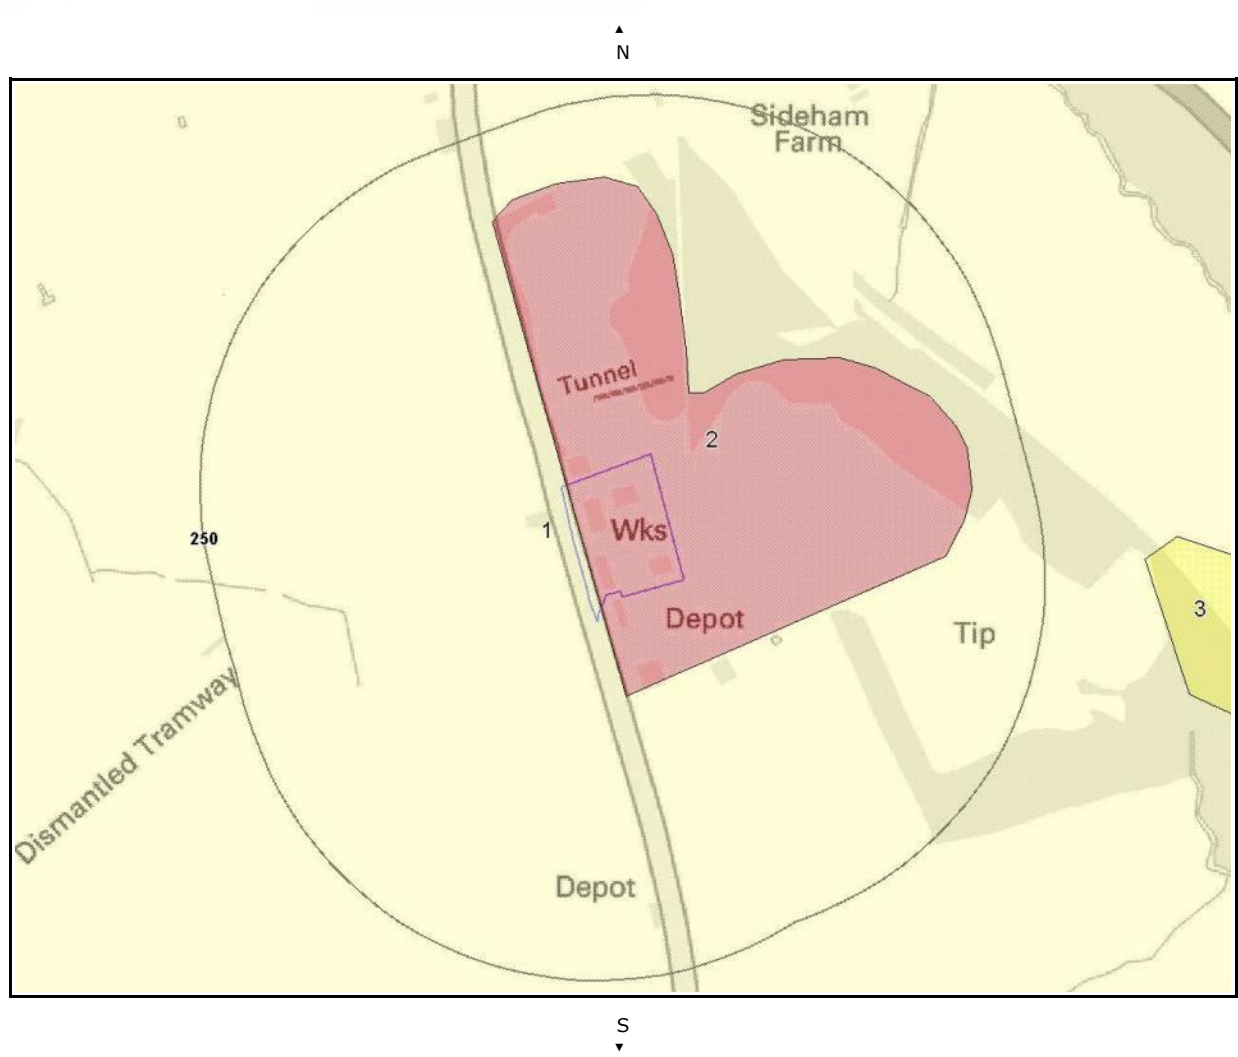 ▲
N
Sideham
Farm
Tunnel
2
1
Wks
250
3
Depot
Tip
Dismantled Tramway
Depot
S
▼